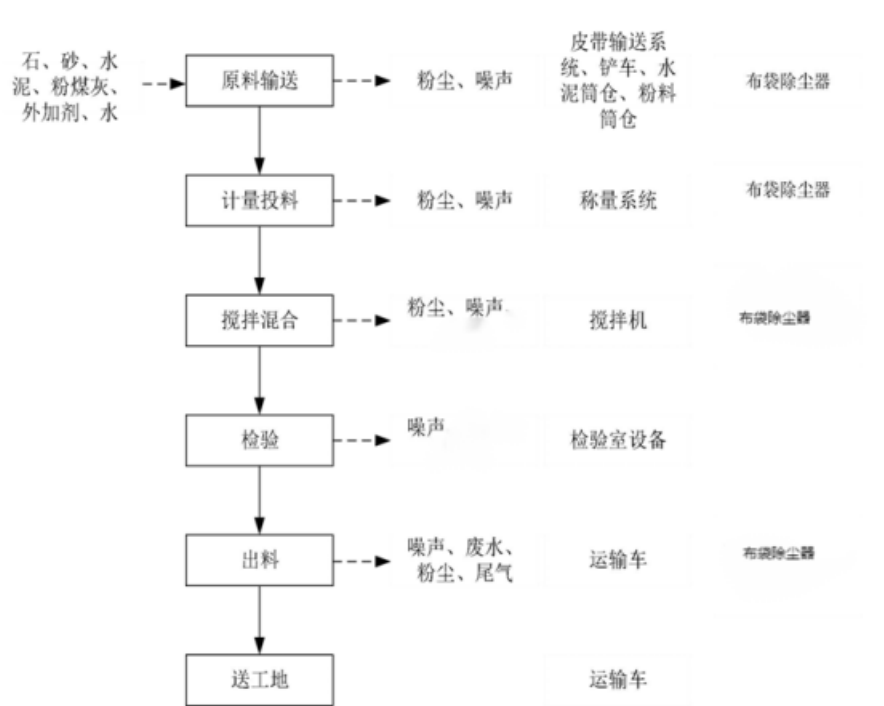 石、砂、水
泥、粉煤灰、
外加剂、水
原料输送
粉尘、噪声
皮带输送系
统、铲车、水
泥筒仓、粉料
筒仓
布袋除尘器
计量投料
粉尘、噪声
称量系统
布袋除尘器
搅拌混合
粉尘、噪声
搅拌机
布袋除尘器
检验
噪声
检验室设备
出料
噪声、废水、
粉尘、尾气
运输车
布袋除尘器
送工地
运输车